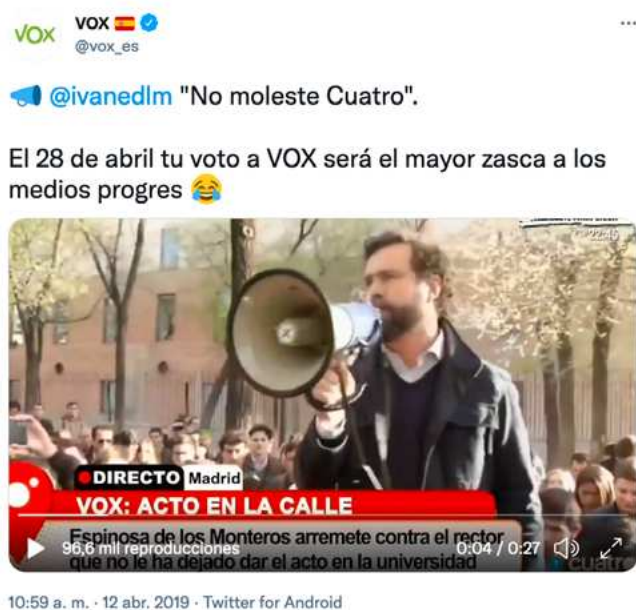 VOX
VOX
@vox_es
@ivanedlm "No moleste Cuatro".
El 28 de abril tu voto a VOX será el mayor zasca a los
medios progres
DIRECTO Madrid
VOX: ACTO EN LA CALLE
Espinosa de los Monteros arremete contra el rector
que no le ha dejado dar el acto en la universidad
96,6 mil reproducciones
0:04 / 0:27
cuatro
10:59 a. m. · 12 abr. 2019 · Twitter for Android